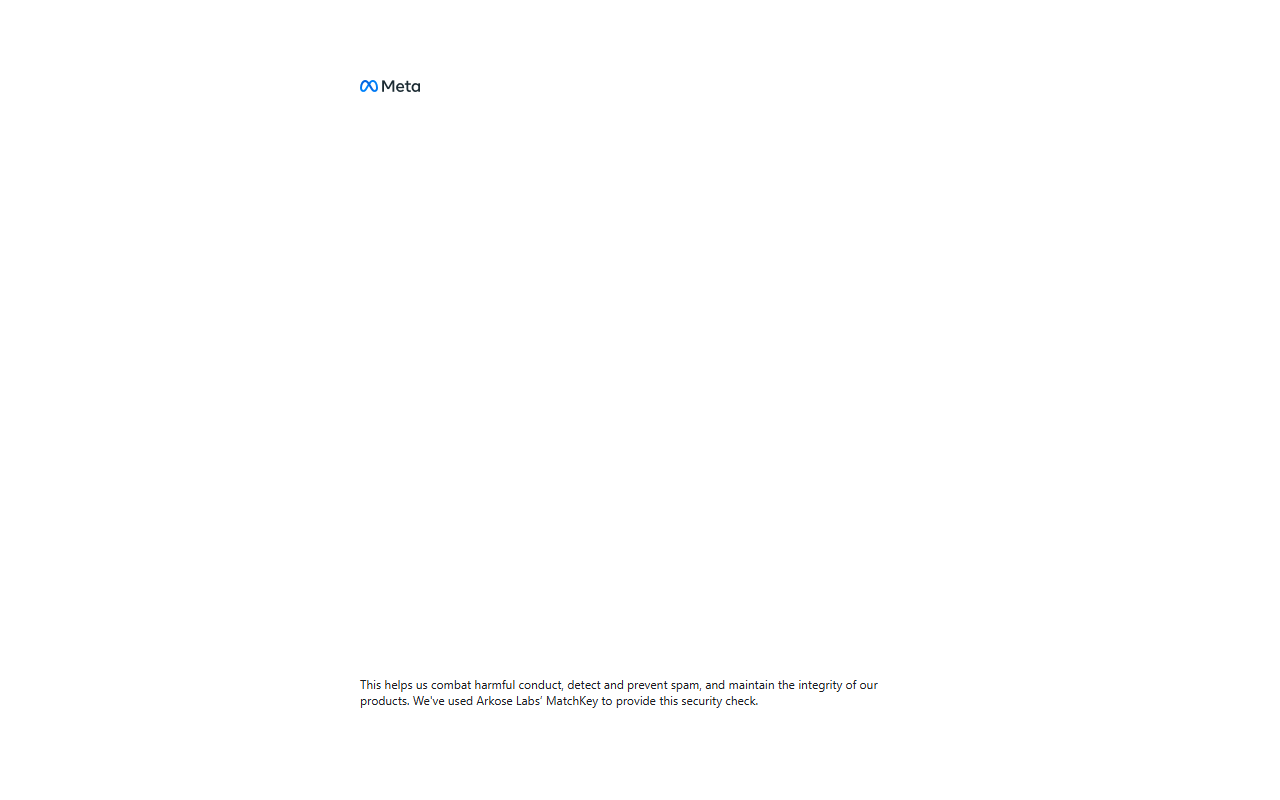 Meta
This helps us combat harmful conduct, detect and prevent spam, and maintain the integrity of our
products. We've used Arkose Labs’ MatchKey to provide this security check.